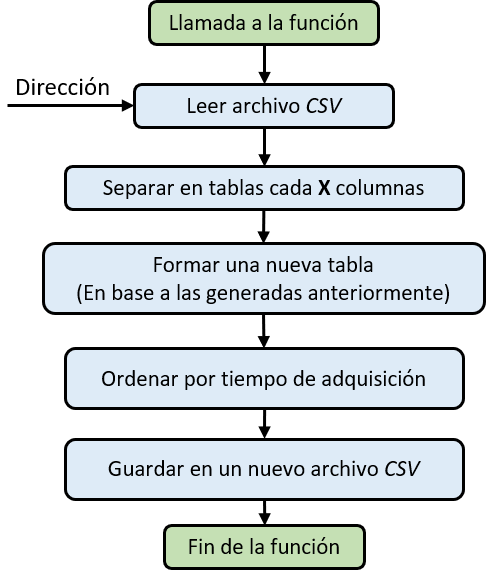 Llamada a la función
Dirección
Leer archivo CSV
Separar en tablas cada X columnas
Formar una nueva tabla
(En base a las generadas anteriormente)
Ordenar por tiempo de adquisición
Guardar en un nuevo archivo CSV
Fin de la función